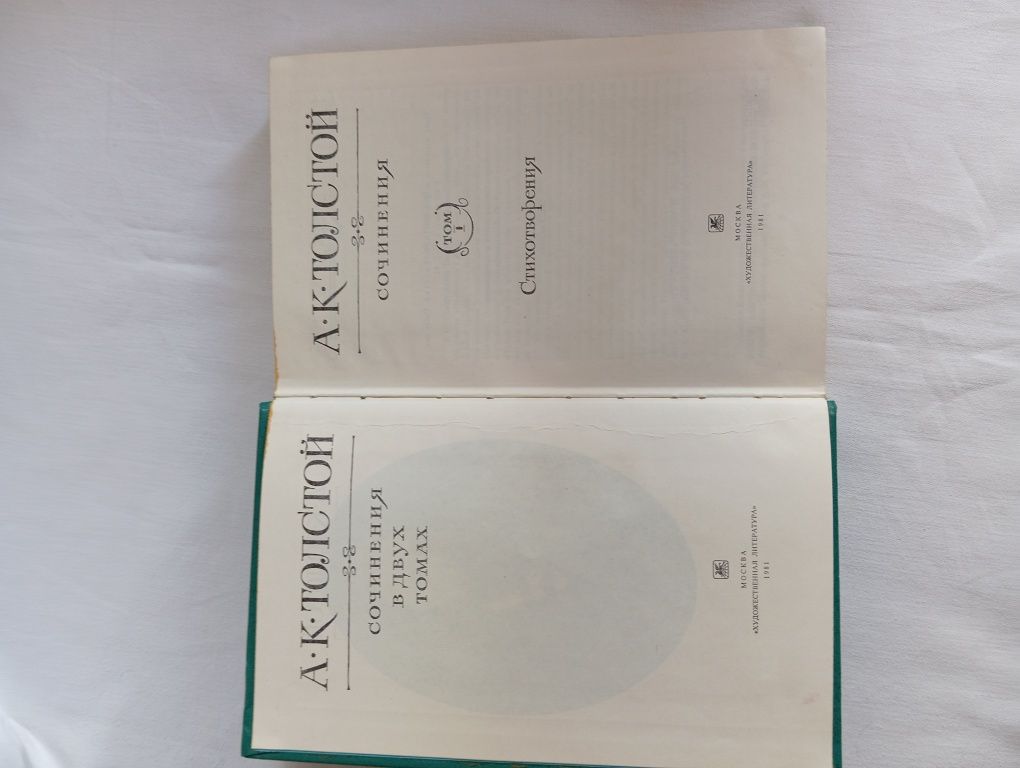 А·К·ТОЛСТОЙ
СОЧИНЕНИЯ
В ДВУХ
ТОМАХ
МОСКВА
«ХУДОЖЕСТВЕННАЯ ЛИТЕРАТУРА»
1981
А·К·ТОЛСТОЙ
СОЧИНЕНИЯ
ТОМ
1
Стихотворения
МОСКВА
«ХУДОЖЕСТВЕННАЯ ЛИТЕРАТУРА»
1981